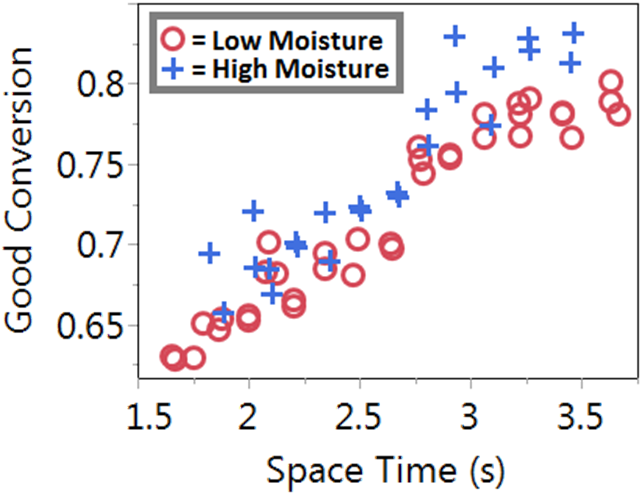 = Low Moisture
= High Moisture
Good Conversion
0.8
0.75
0.7
0.65
1.5 2 2.5 3 3.5
Space Time (s)